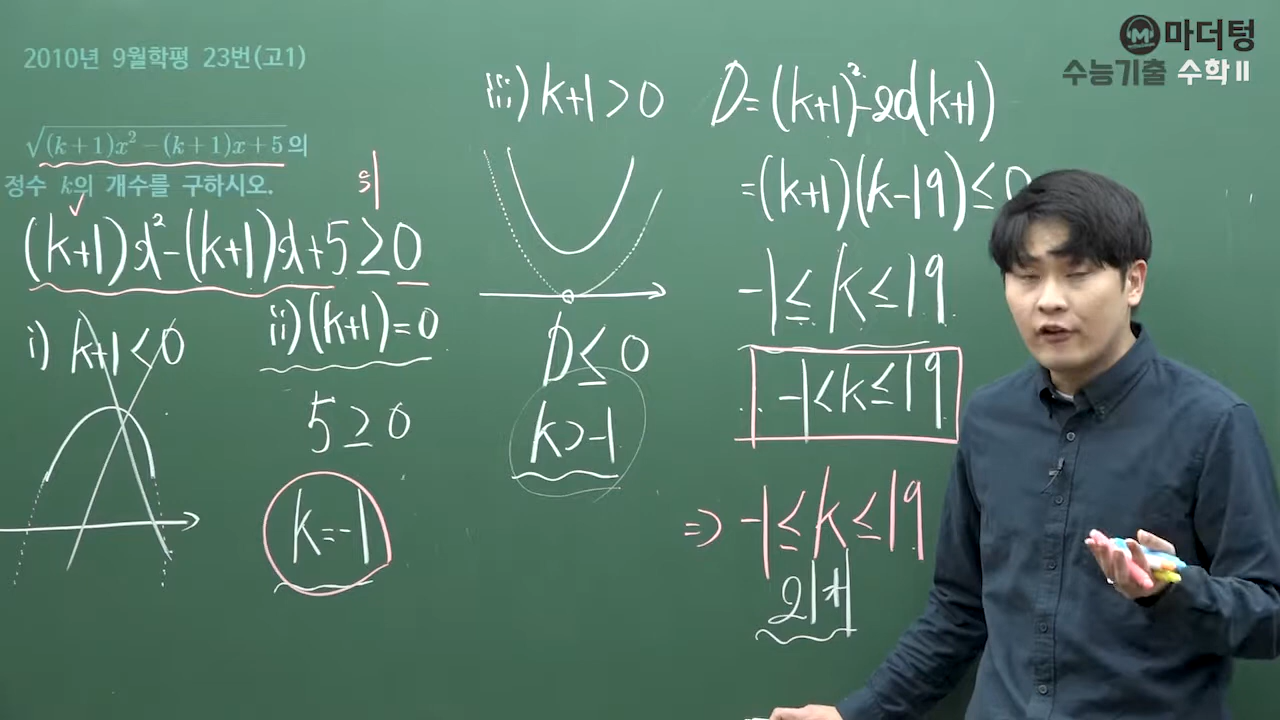 2010년 9월학평 23번(고1)
√(k+1)x²-(k+1)x+5의
정수 k의 개수를 구하시오.
실
(k+1)x²-(k+1)x+5≥0
i) k+1<0
ii) (k+1)=0
5≥0
k=-1
iii) k+1>0
D≤0
k>-1
D=(k+1)²-20(k+1)
=(k+1)(k-19)≤0
-1≤k≤19
-1<k≤19
⇒ -1≤k≤19
21개
마더텅
수능기출 수학 II